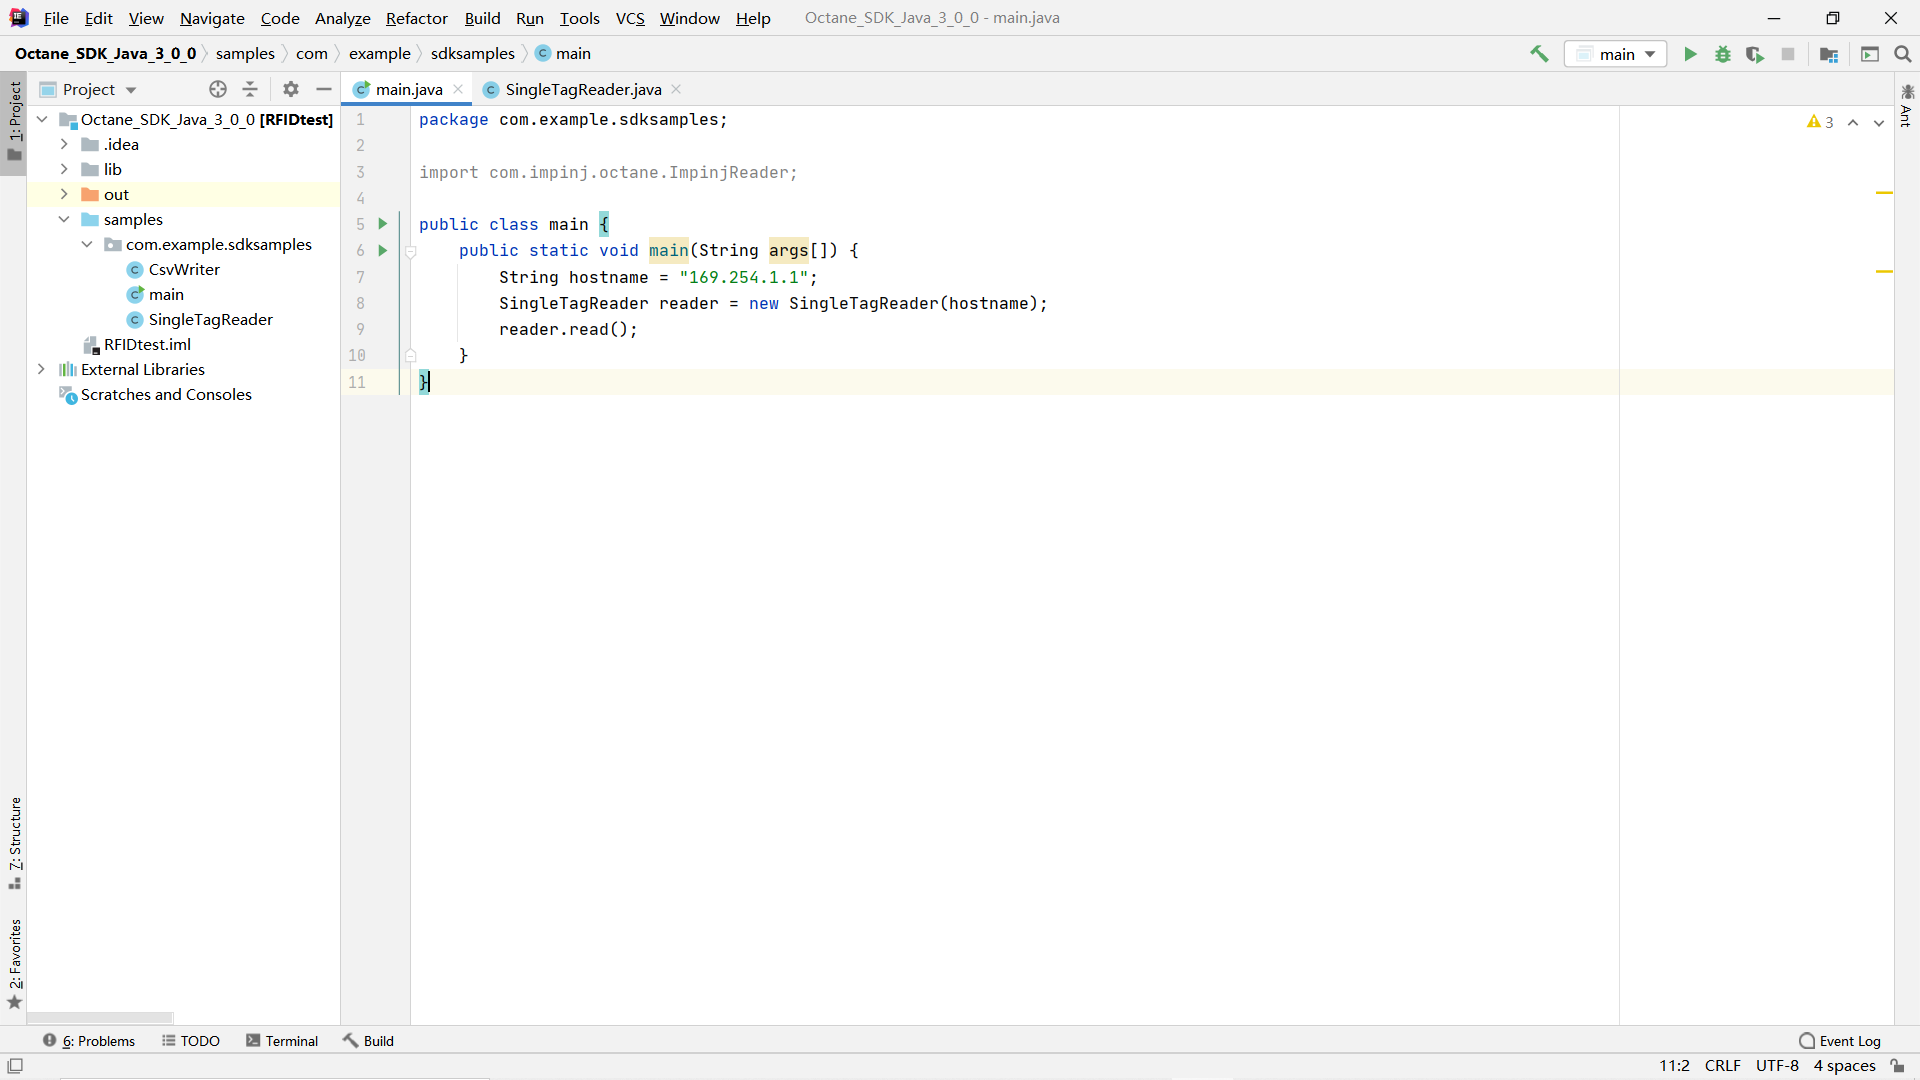 File Edit View Navigate Code Analyze Refactor Build Run Tools VCS Window Help Octane_SDK_Java_3_0_0 - main.java
Octane_SDK_Java_3_0_0 samples com example sdksamples main
main
Project
main.java
SingleTagReader.java
1: Project
Octane_SDK_Java_3_0_0 [RFIDtest]
.idea
lib
out
samples
com.example.sdksamples
CsvWriter
main
SingleTagReader
RFIDtest.iml
External Libraries
Scratches and Consoles
1 package com.example.sdksamples;
2
3 import com.impinj.octane.ImpinjReader;
4
5 public class main {
6 public static void main(String args[]) {
7 String hostname = "169.254.1.1";
8 SingleTagReader reader = new SingleTagReader(hostname);
9 reader.read();
10 }
11 }
3
Ant
7: Structure
2: Favorites
6: Problems TODO Terminal Build Event Log
11:2 CRLF UTF-8 4 spaces